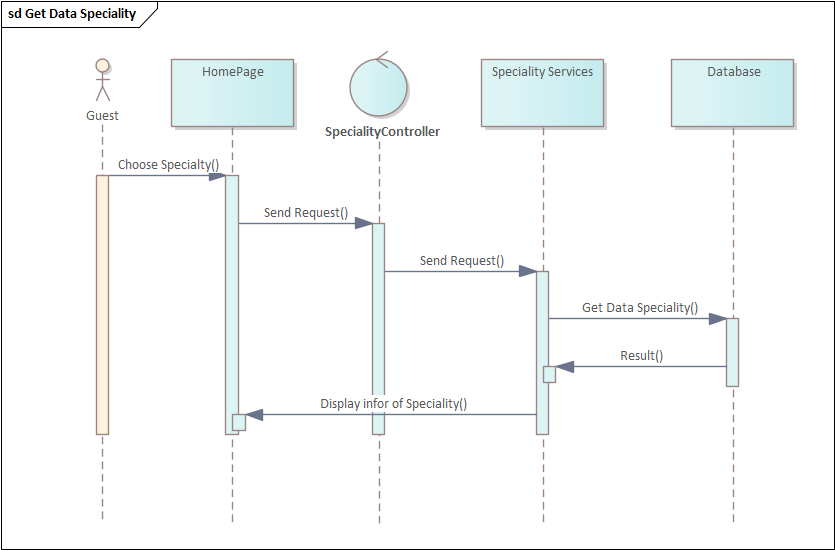 sd Get Data Speciality
Guest
HomePage
SpecialityController
Speciality Services
Database
Choose Specialty()
Send Request()
Send Request()
Get Data Speciality()
Result()
Display infor of Speciality()